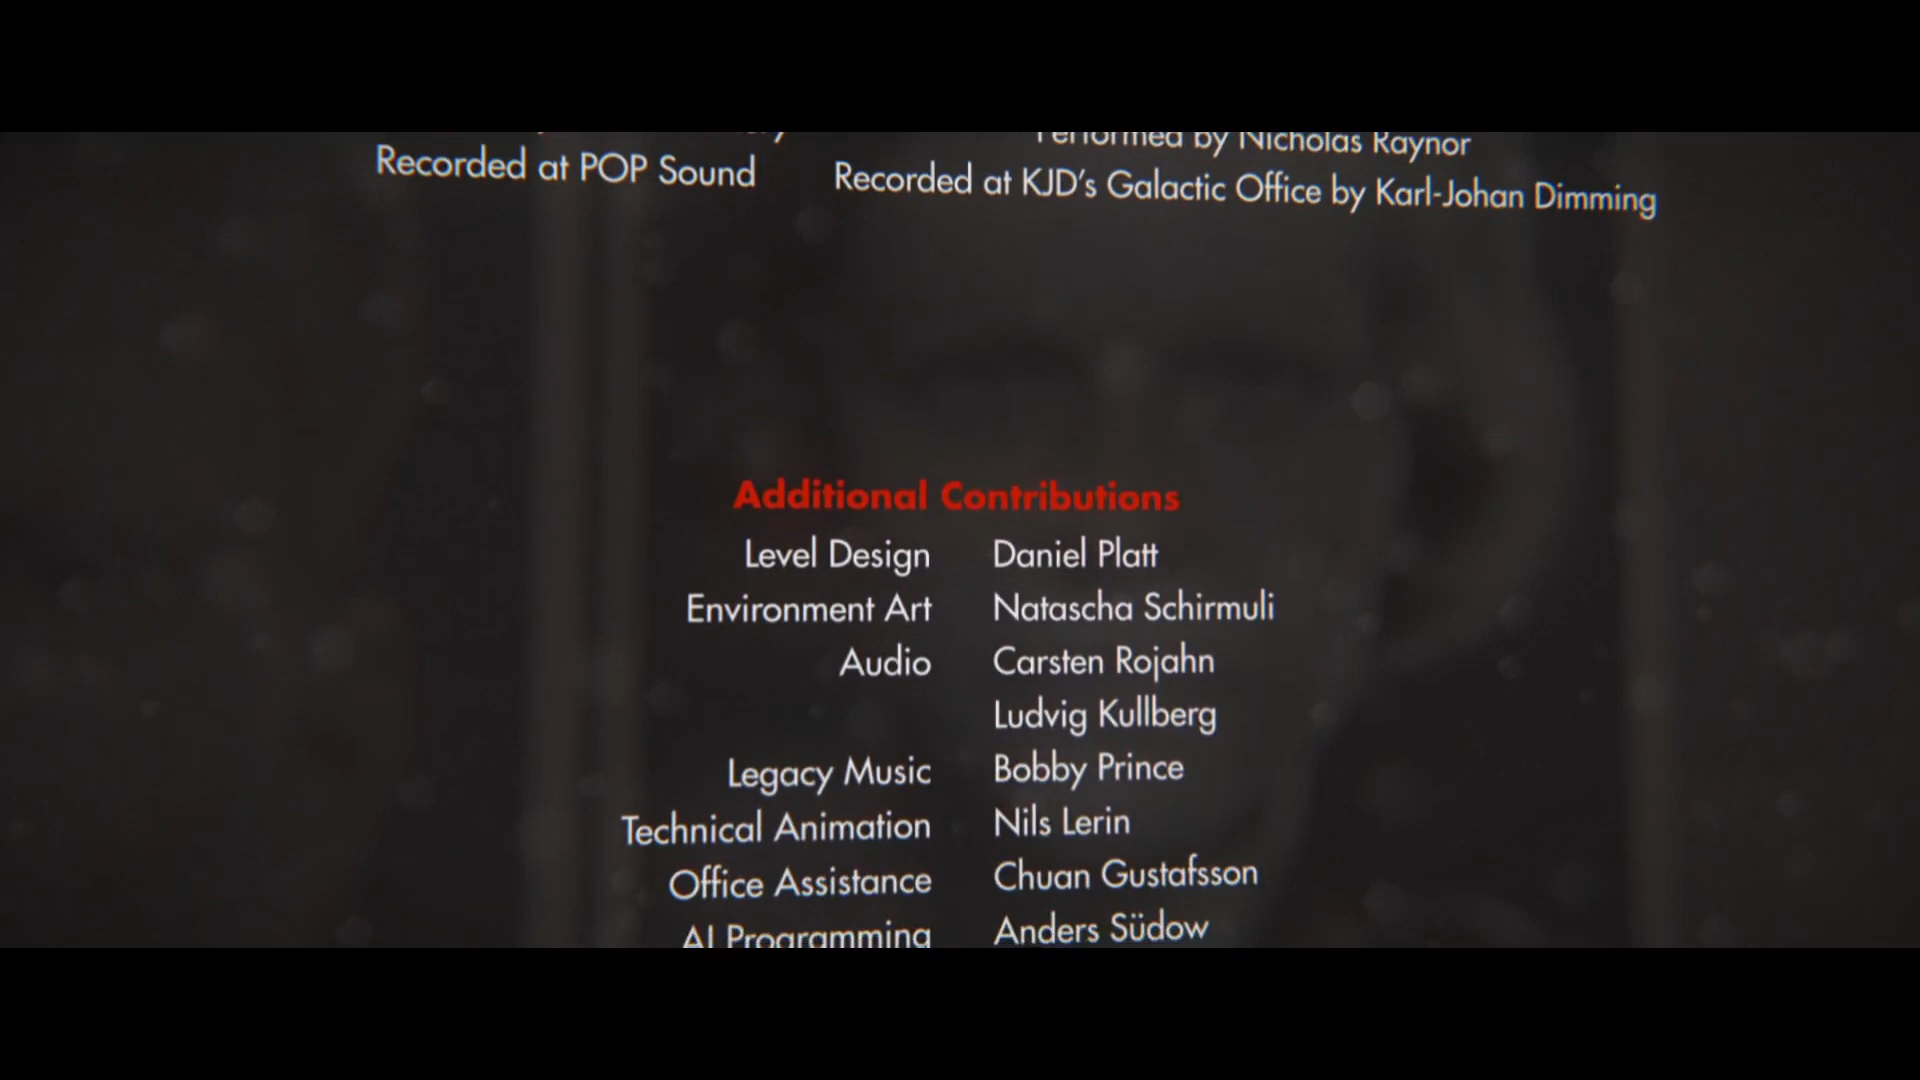 Recorded at POP Sound
Performed by Nicholas Raynor
Recorded at KJD's Galactic Office by Karl-Johan Dimming
Additional Contributions
Level Design Daniel Platt
Environment Art Natascha Schirmuli
Audio Carsten Rojahn
Ludvig Kullberg
Legacy Music Bobby Prince
Technical Animation Nils Lerin
Office Assistance Chuan Gustafsson
AI Programming Anders Südow